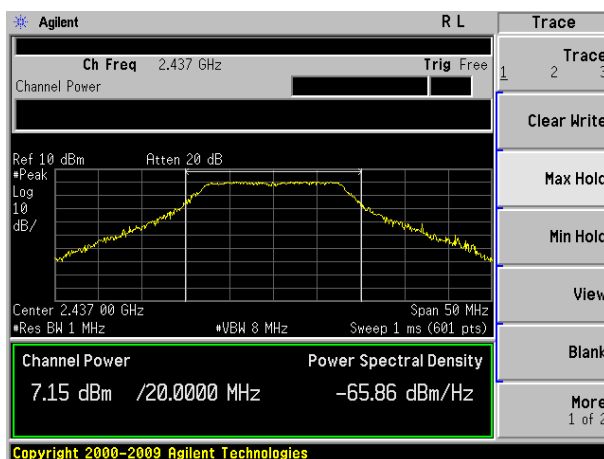 Agilent R L Trace
Ch Freq 2.437 GHz Trig Free
Channel Power
Trace
1 2 3
Clear Write
Max Hold
Min Hold
View
Blank
More
1 of 2
Ref 10 dBm Atten 20 dB
#Peak
Log
10
dB/
Center 2.437 00 GHz Span 50 MHz
#Res BW 1 MHz #VBW 8 MHz Sweep 1 ms (601 pts)
Channel Power Power Spectral Density
7.15 dBm /20.0000 MHz -65.86 dBm/Hz
Copyright 2000-2009 Agilent Technologies